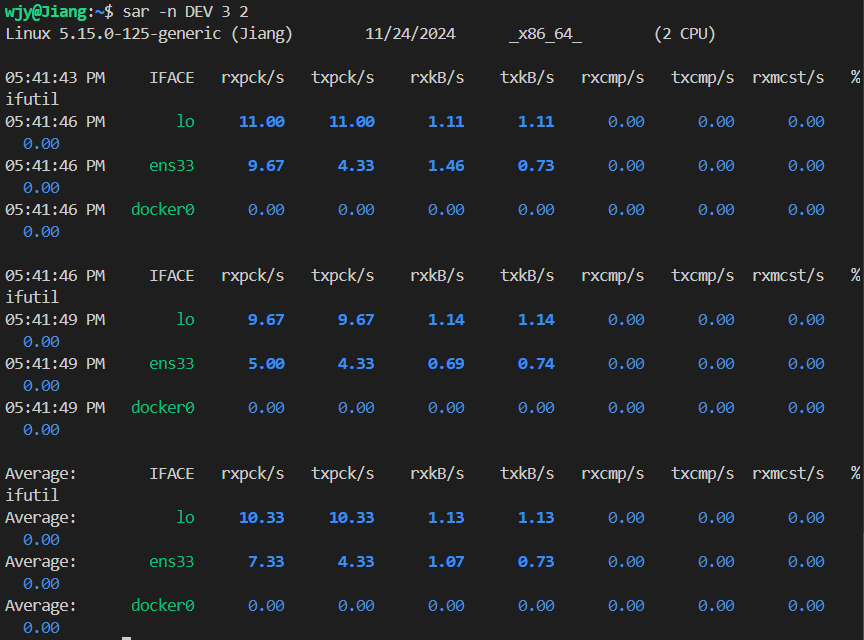 wjy@Jiang:~$ sar -n DEV 3 2
Linux 5.15.0-125-generic (Jiang)        11/24/2024      _x86_64_        (2 CPU)

05:41:43 PM     IFACE   rxpck/s   txpck/s    rxkB/s    txkB/s   rxcmp/s   txcmp/s  rxmcst/s   %
ifutil
05:41:46 PM        lo     11.00     11.00      1.11      1.11      0.00      0.00      0.00
  0.00
05:41:46 PM     ens33      9.67      4.33      1.46      0.73      0.00      0.00      0.00
  0.00
05:41:46 PM   docker0      0.00      0.00      0.00      0.00      0.00      0.00      0.00
  0.00

05:41:46 PM     IFACE   rxpck/s   txpck/s    rxkB/s    txkB/s   rxcmp/s   txcmp/s  rxmcst/s   %
ifutil
05:41:49 PM        lo      9.67      9.67      1.14      1.14      0.00      0.00      0.00
  0.00
05:41:49 PM     ens33      5.00      4.33      0.69      0.74      0.00      0.00      0.00
  0.00
05:41:49 PM   docker0      0.00      0.00      0.00      0.00      0.00      0.00      0.00
  0.00

Average:        IFACE   rxpck/s   txpck/s    rxkB/s    txkB/s   rxcmp/s   txcmp/s  rxmcst/s   %
ifutil
Average:           lo     10.33     10.33      1.13      1.13      0.00      0.00      0.00
  0.00
Average:        ens33      7.33      4.33      1.07      0.73      0.00      0.00      0.00
  0.00
Average:      docker0      0.00      0.00      0.00      0.00      0.00      0.00      0.00
  0.00